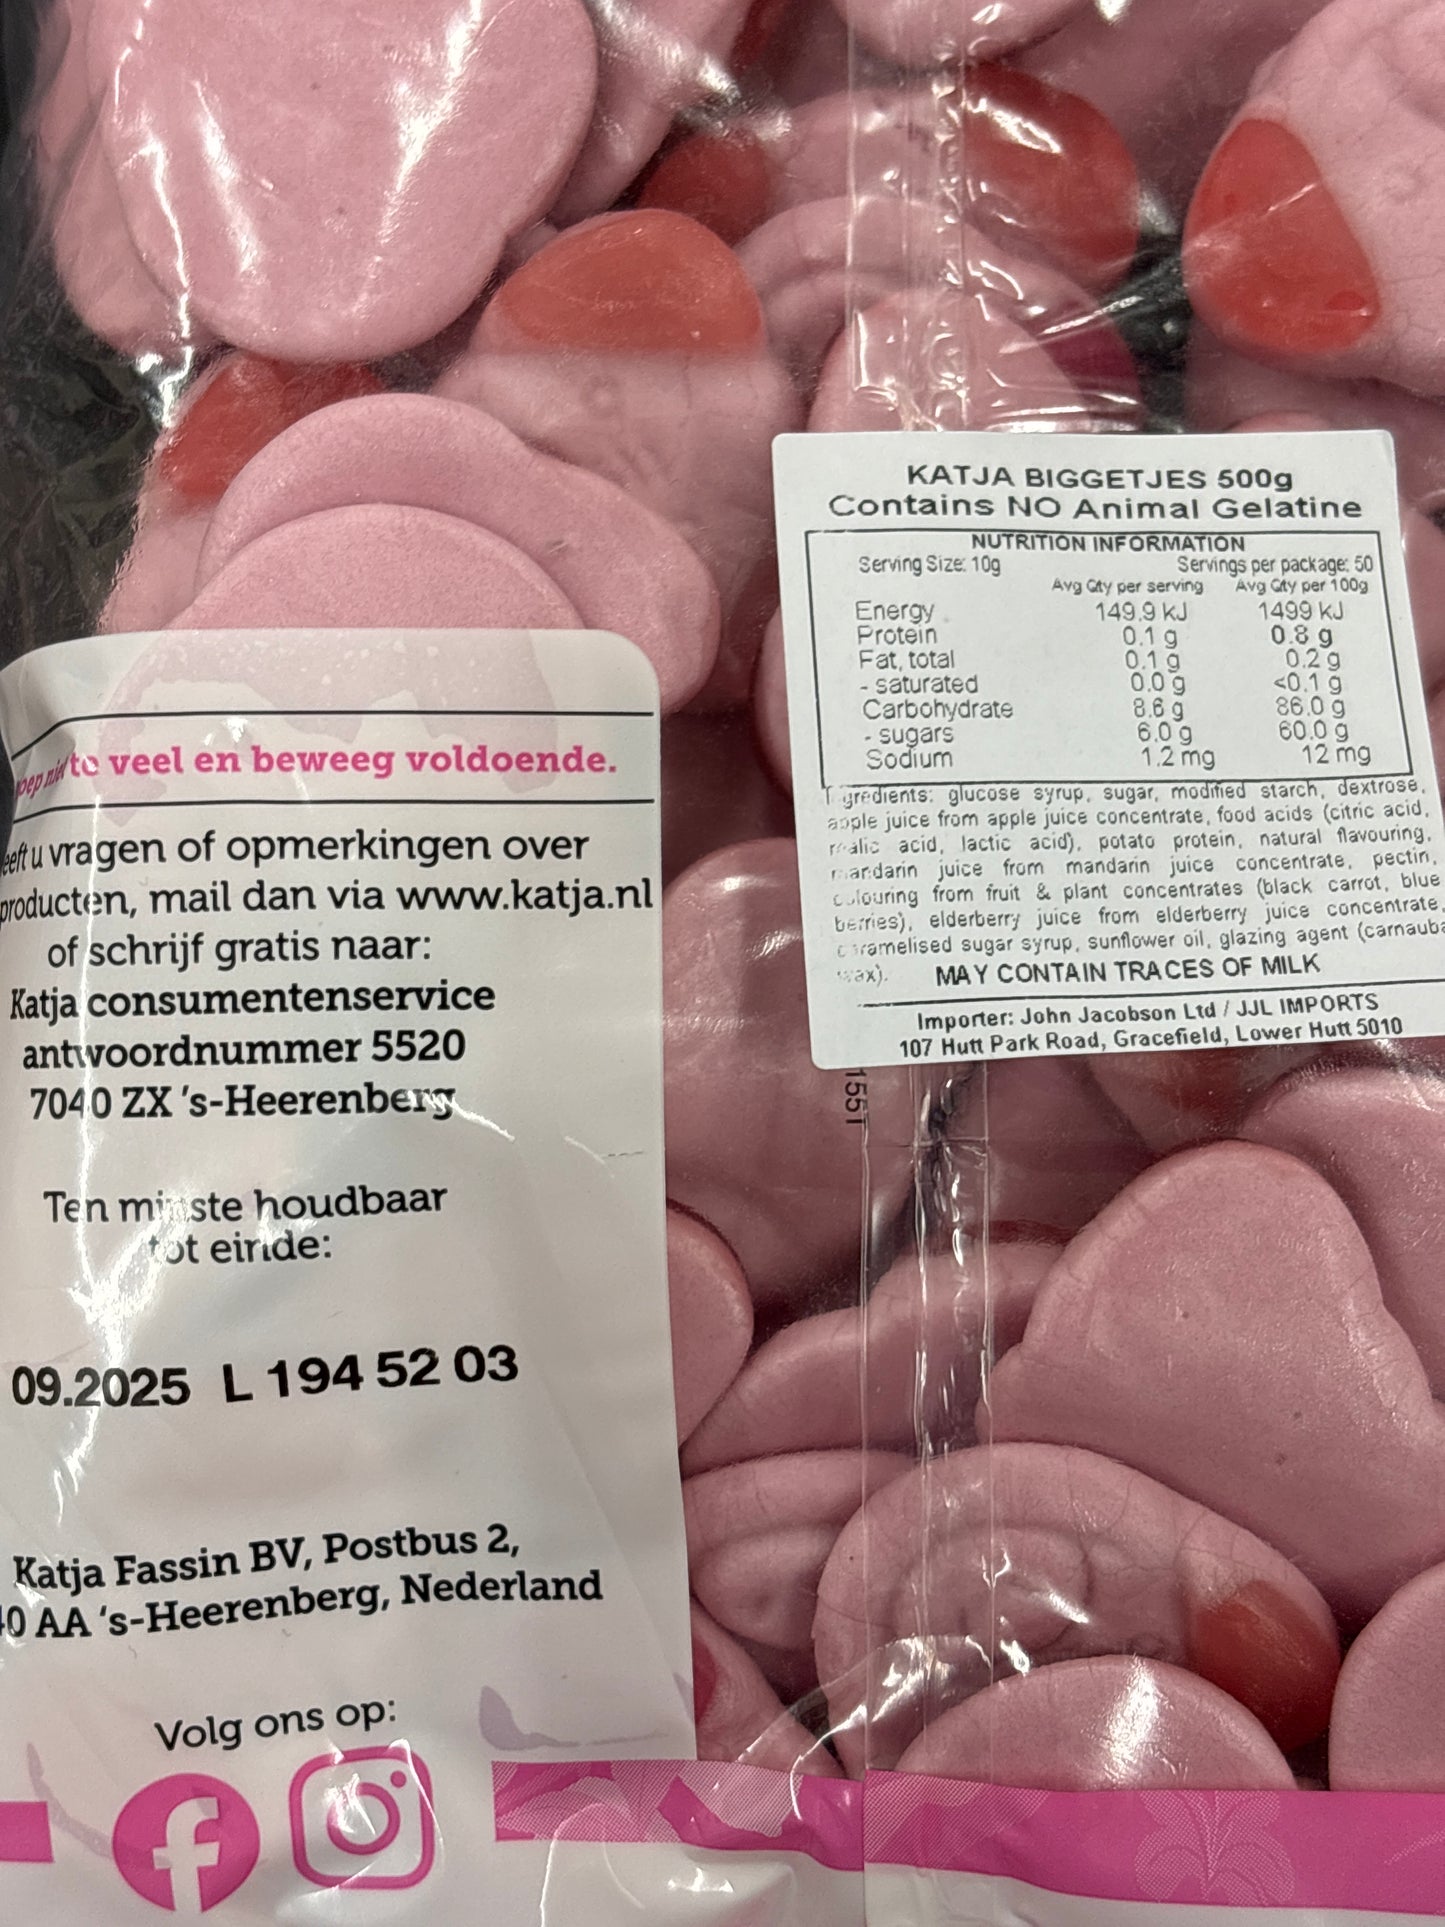 te veel en beweeg voldoende.
u vragen of opmerkingen over
producten, mail dan via www.katja.nl
of schrijf gratis naar:
Katja consumentenservice
antwoordnummer 5520
7040 ZX 's-Heerenberg
Ten minste houdbaar
tot einde:
09.2025 L 194 52 03
Katja Fassin BV, Postbus 2,
AA 's-Heerenberg, Nederland
Volg ons op:
KATJA BIGGETJES 500g
Contains NO Animal Gelatine
NUTRITION INFORMATION
Serving Size: 10g Servings per package: 50
Avg Qty per serving Avg Qty per 100g
Energy 149.9 kJ 1499 kJ
Protein 0.1 g 0.8 g
Fat, total 0.1 g 0.2 g
- saturated 0.0 g <0.1 g
Carbohydrate 8.6 g 86.0 g
- sugars 6.0 g 60.0 g
Sodium 1.2 mg 12 mg
Ingredients: glucose syrup, sugar, modified starch, dextrose,
apple juice from apple juice concentrate, food acids (citric acid,
malic acid, lactic acid), potato protein, natural flavouring,
mandarin juice from mandarin juice concentrate, pectin,
colouring from fruit & plant concentrates (black carrot, blue
berries), elderberry juice from elderberry juice concentrate,
caramelised sugar syrup, sunflower oil, glazing agent (carnauba
wax). MAY CONTAIN TRACES OF MILK
Importer: John Jacobson Ltd / JJL IMPORTS
107 Hutt Park Road, Gracefield, Lower Hutt 5010